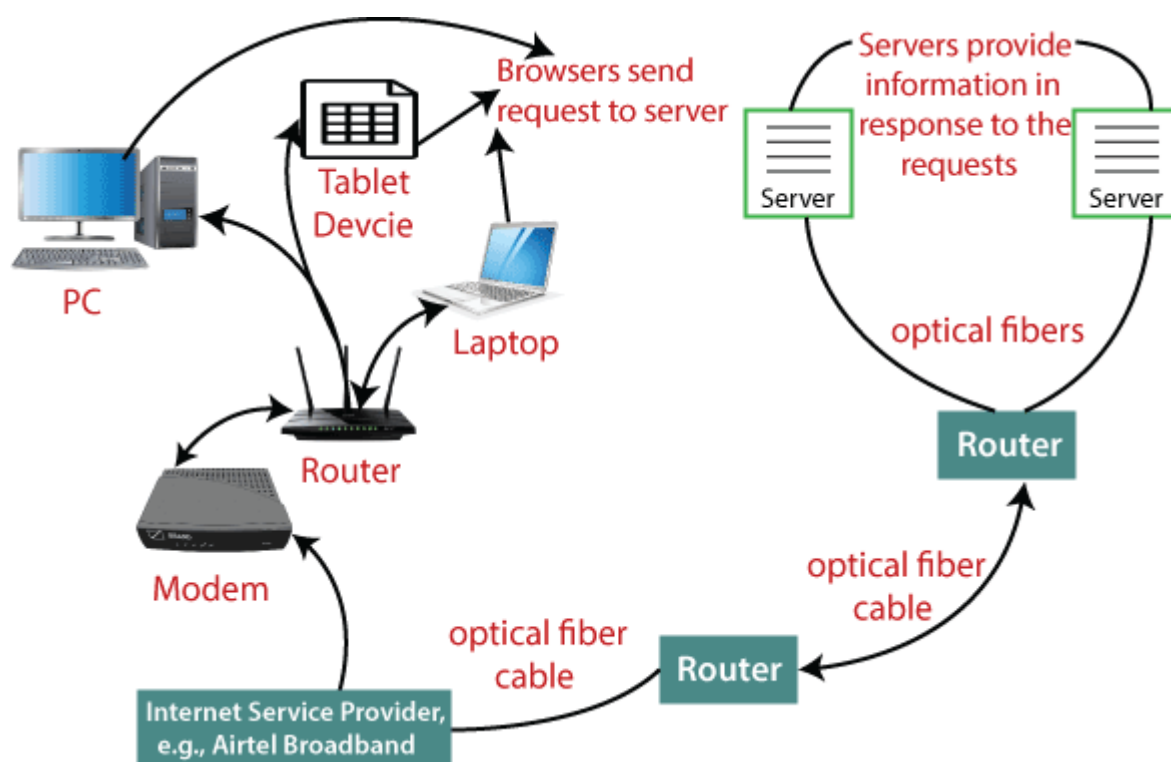 Browsers send
request to server
Servers provide
information in
response to the
requests
Server
Server
Tablet
Devcie
PC
Laptop
optical fibers
Router
Router
Modem
optical fiber
cable
optical fiber
cable
Router
Internet Service Provider,
e.g., Airtel Broadband